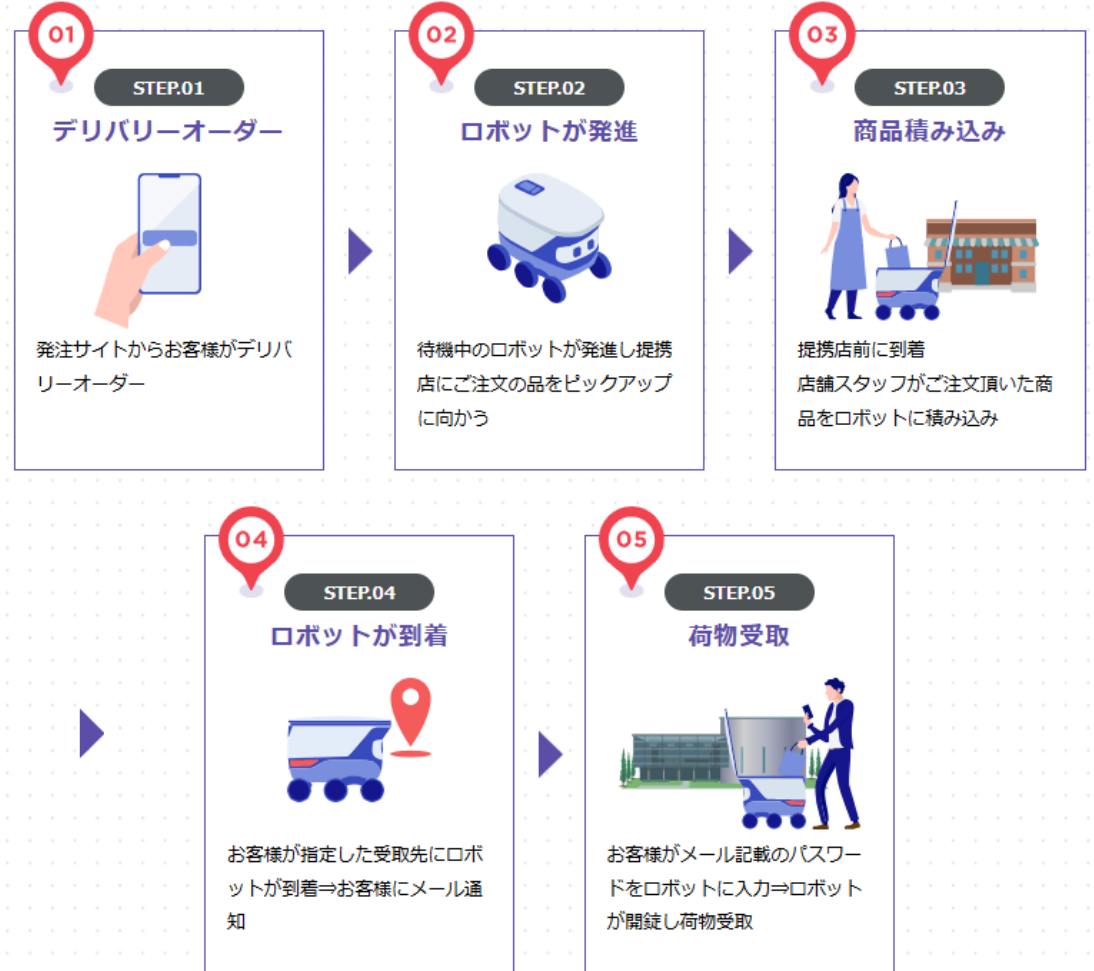 01
STEP.01
デリバリーオーダー
発注サイトからお客様がデリバ
リーオーダー
02
STEP.02
ロボットが発進
待機中のロボットが発進し提携
店にご注文の品をピックアップ
に向かう
03
STEP.03
商品積み込み
提携店前に到着
店舗スタッフがご注文頂いた商
品をロボットに積み込み
04
STEP.04
ロボットが到着
お客様が指定した受取先にロボ
ットが到着⇒お客様にメール通
知
05
STEP.05
荷物受取
お客様がメール記載のパスワー
ドをロボットに入力⇒ロボット
が開錠し荷物受取